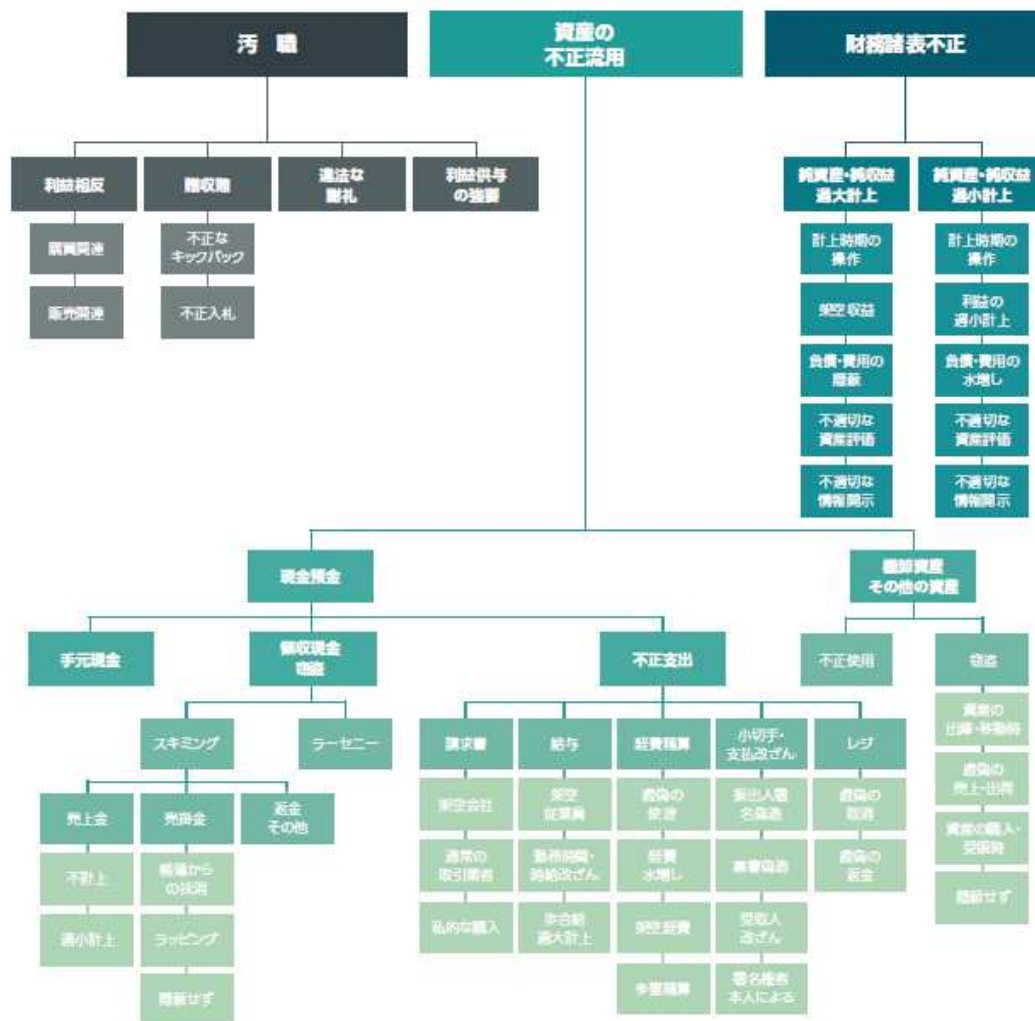 汚 職
資産の
不正流用
財務諸表不正
利益相反
贈収賄
違法な
謝礼
利益供与
の強要
純資産・純収益
過大計上
純資産・純収益
過小計上
購買関連
販売関連
不正な
キックバック
不正入札
計上時期の
操作
架空収益
負債・費用の
隠蔽
不適切な
資産評価
不適切な
情報開示
計上時期の
操作
利益の
過小計上
負債・費用の
水増し
不適切な
資産評価
不適切な
情報開示
現金預金
棚卸資産
その他の資産
手元現金
領収現金
窃盗
不正支出
不正使用
窃盗
スキミング
ラーセニー
請求書
給与
経費精算
小切手・
支払改ざん
レジ
資産の
出庫・移動時
虚偽の
売上・出荷
資産の購入・
受領時
隠蔽せず
売上金
売掛金
返金
その他
不計上
過小計上
帳簿から
の抹消
ラッピング
隠蔽せず
架空会社
通常の
取引業者
私的な購入
架空
従業員
勤務時間・
時給改ざん
歩合給
過大計上
虚偽の
使途
経費
水増し
架空経費
多重精算
振出人署
名偽造
裏書偽造
受取人
改ざん
署名権者
本人による
虚偽の
取消
虚偽の
返金